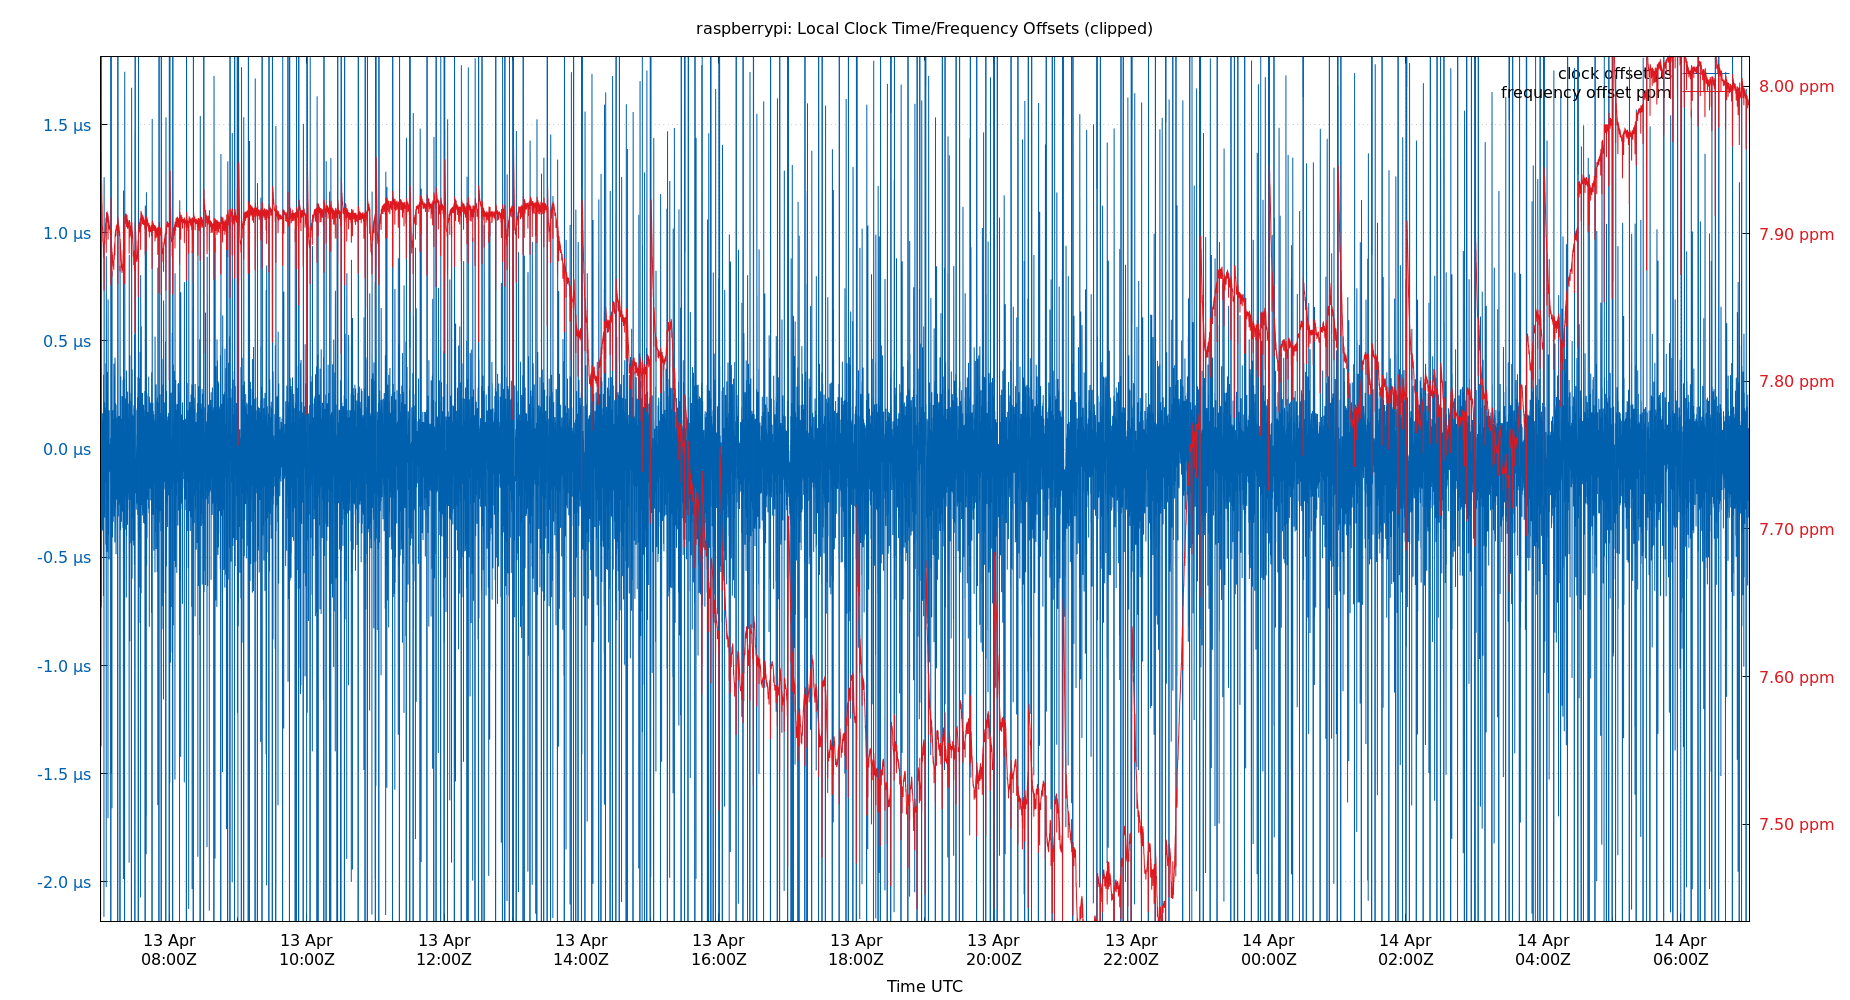 raspberrypi: Local Clock Time/Frequency Offsets (clipped)
clock offset µs
frequency offset ppm
1.5 µs
1.0 µs
0.5 µs
0.0 µs
-0.5 µs
-1.0 µs
-1.5 µs
-2.0 µs
8.00 ppm
7.90 ppm
7.80 ppm
7.70 ppm
7.60 ppm
7.50 ppm
13 Apr 13 Apr 13 Apr 13 Apr 13 Apr 13 Apr 13 Apr 13 Apr 14 Apr 14 Apr 14 Apr 14 Apr
08:00Z 10:00Z 12:00Z 14:00Z 16:00Z 18:00Z 20:00Z 22:00Z 00:00Z 02:00Z 04:00Z 06:00Z
Time UTC